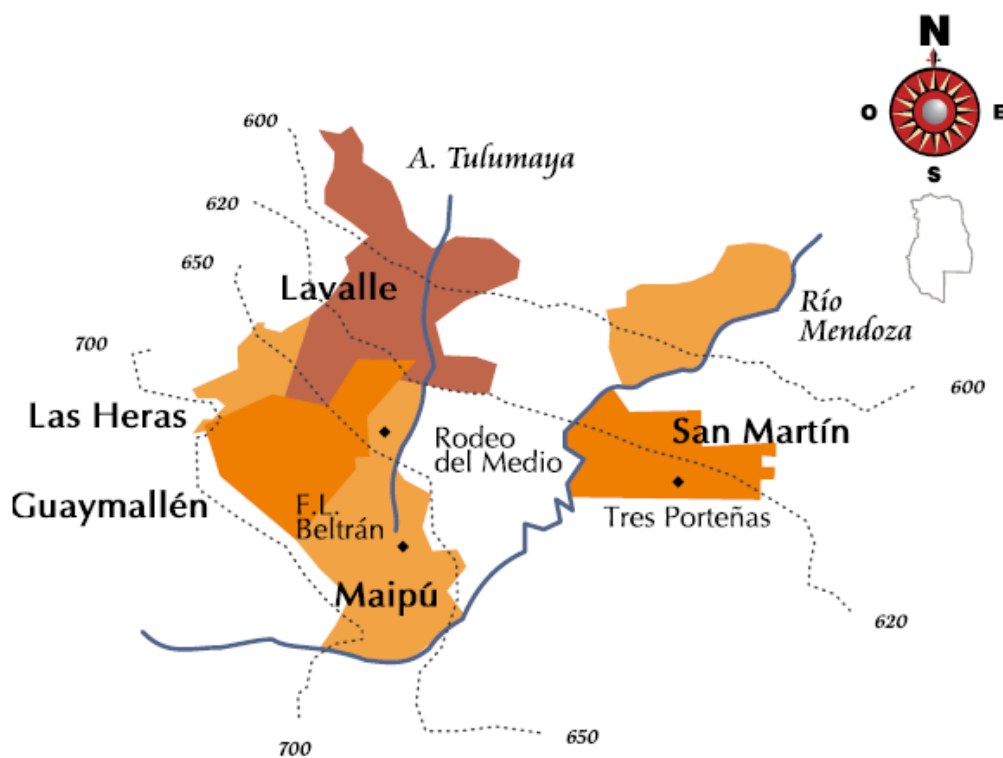 N
O
E
S
600
A. Tulumaya
620
650
Lavalle
Río
Mendoza
700
600
Las Heras
Rodeo
del Medio
San Martín
Guaymallén
F.L.
Beltrán
Tres Porteñas
Maipú
620
650
700